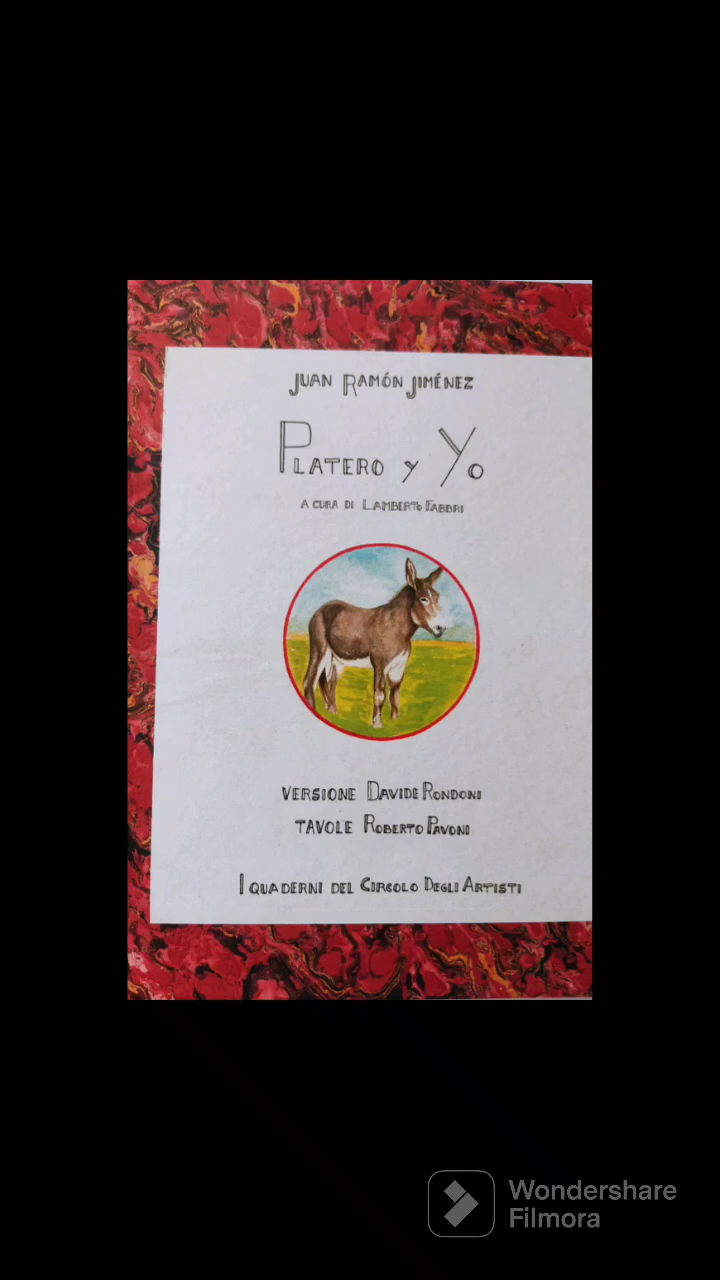 JUAN RAMÓN JIMÉNEZ
PLATERO Y YO
A CURA DI LAMBERTO FABBRI
VERSIONE DAVIDE RONDONI
TAVOLE ROBERTO PAVONI
I QUADERNI DEL CIRCOLO DEGLI ARTISTI
Wondershare
Filmora